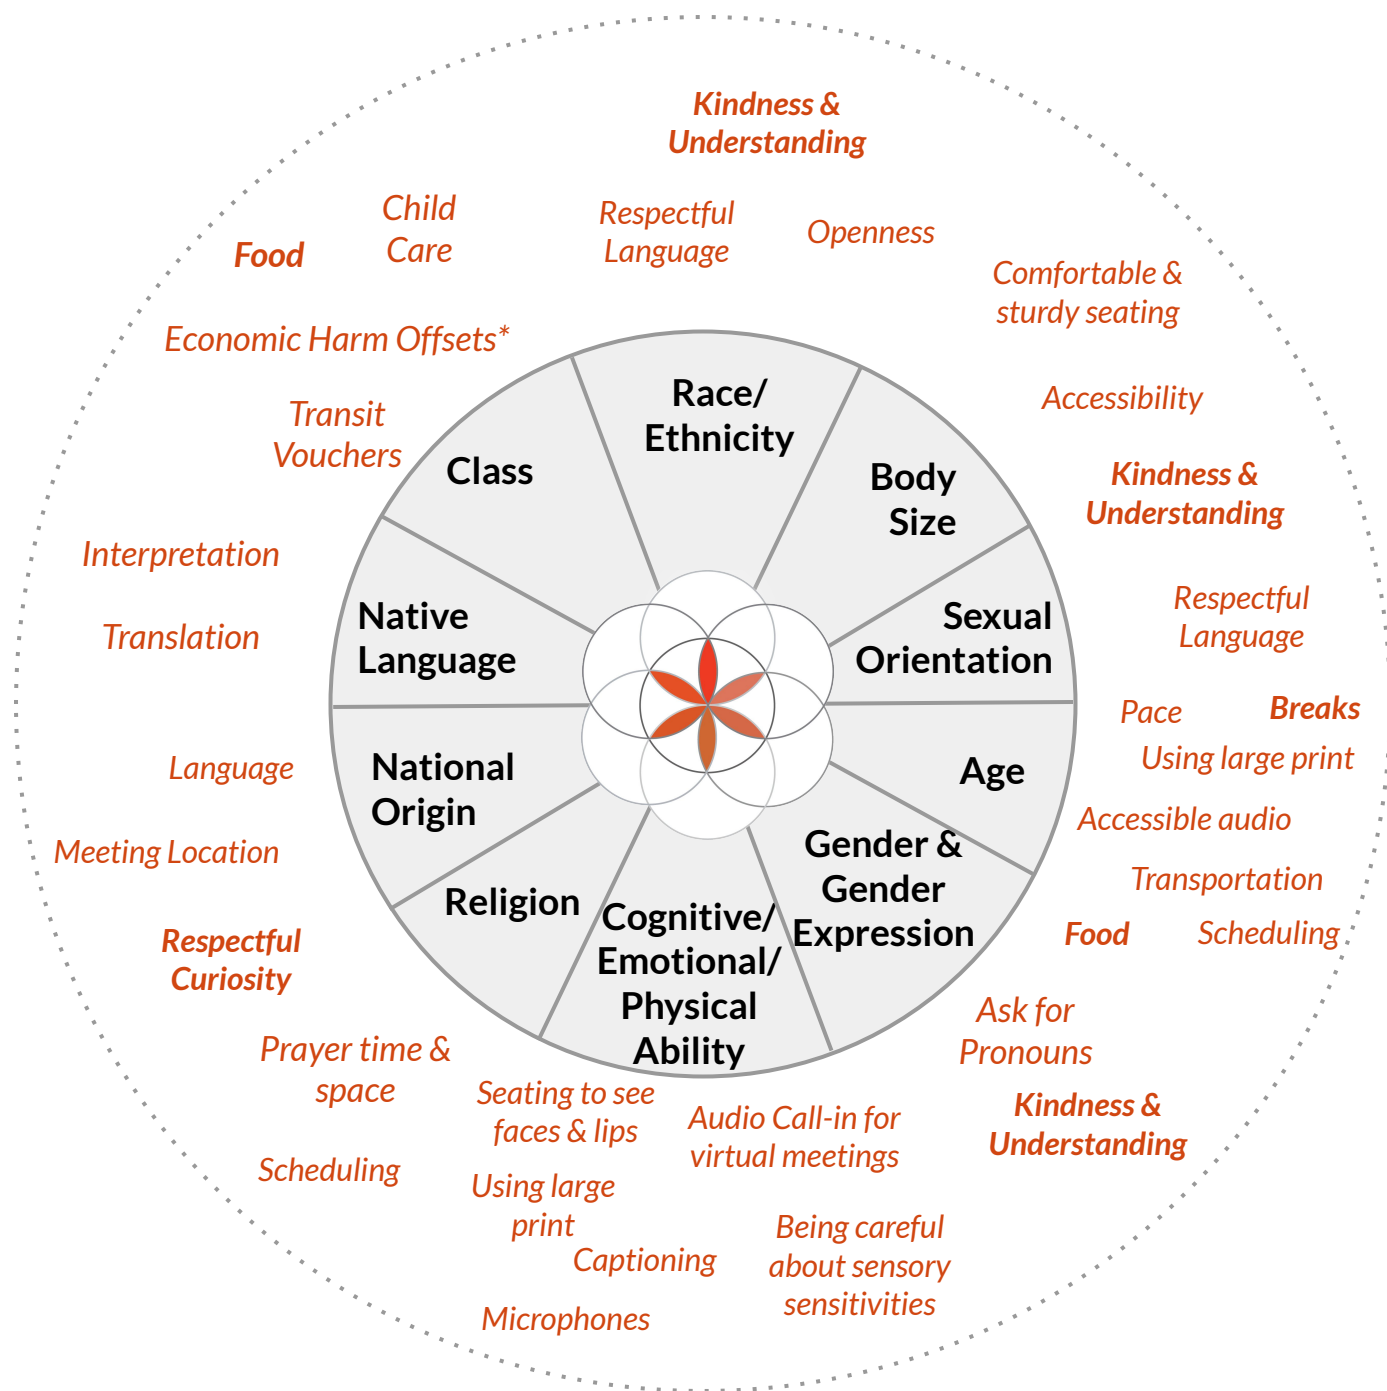 Kindness &
Understanding
Child
Care
Food
Respectful
Language
Openness
Comfortable &
sturdy seating
Economic Harm Offsets*
Transit
Vouchers
Accessibility
Race/
Ethnicity
Class
Body
Size
Kindness &
Understanding
Interpretation
Translation
Native
Language
Sexual
Orientation
Respectful
Language
Pace
Breaks
Using large print
Language
National
Origin
Age
Accessible audio
Meeting Location
Gender &
Gender
Expression
Transportation
Religion
Cognitive/
Emotional/
Physical
Ability
Food
Scheduling
Respectful
Curiosity
Ask for
Pronouns
Prayer time &
space
Seating to see
faces & lips
Audio Call-in for
virtual meetings
Kindness &
Understanding
Scheduling
Using large
print
Captioning
Being careful
about sensory
sensitivities
Microphones